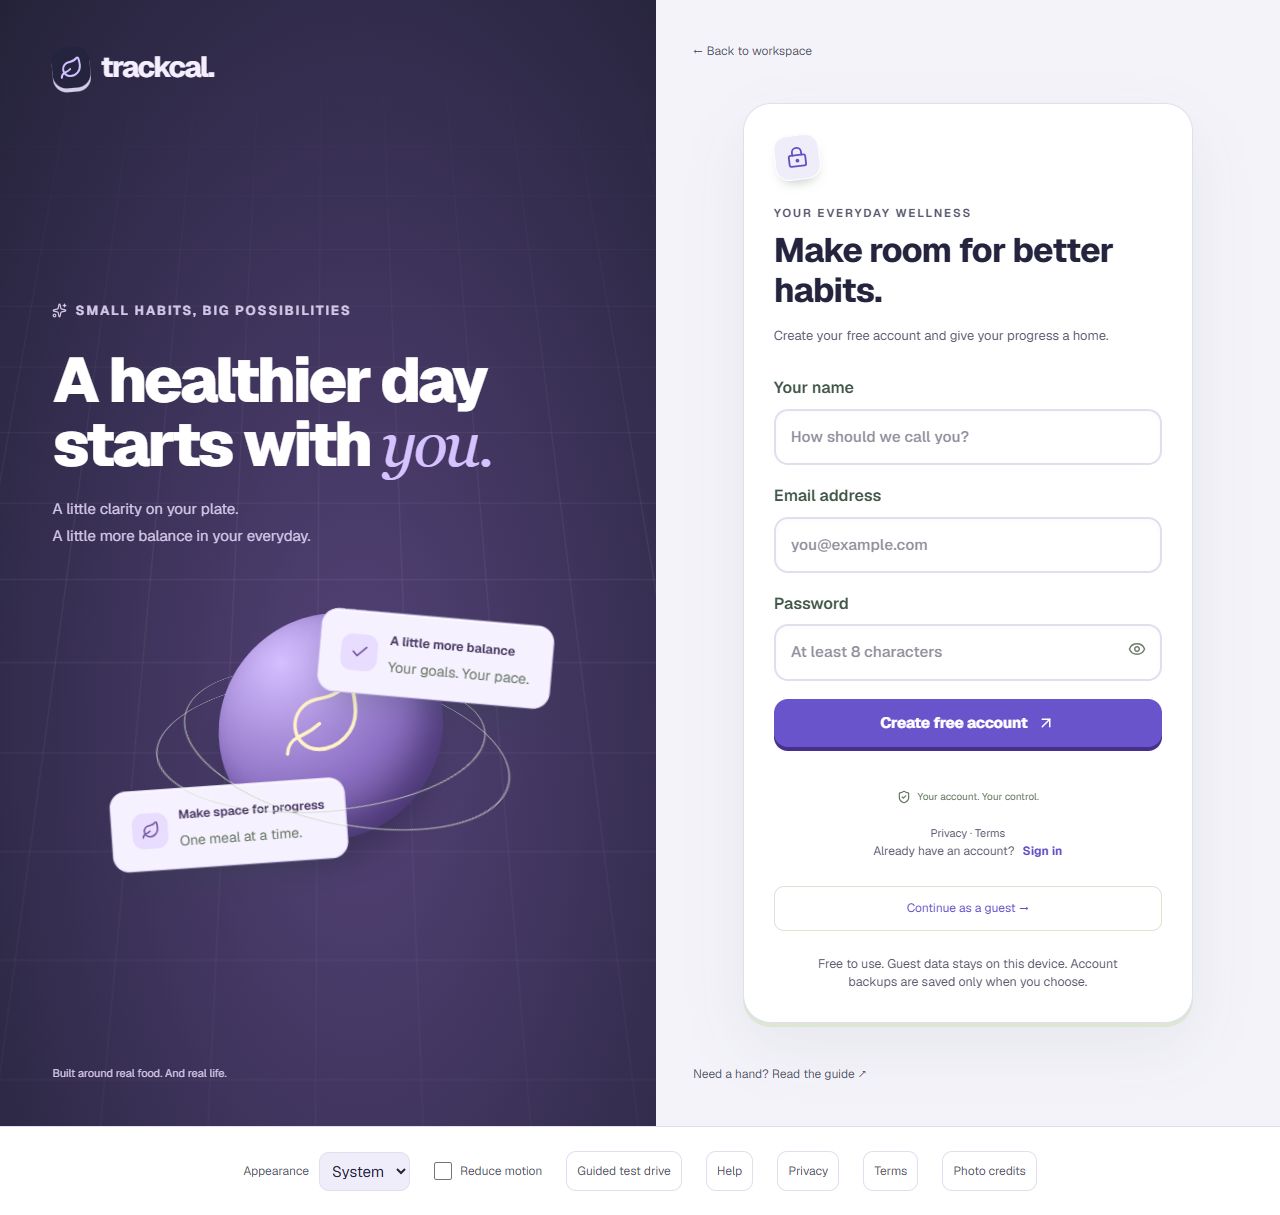 trackcal.
SMALL HABITS, BIG POSSIBILITIES
A healthier day
starts with you.
A little clarity on your plate.
A little more balance in your everyday.
A little more balance
Your goals. Your pace.
Make space for progress
One meal at a time.
Built around real food. And real life.
← Back to workspace
YOUR EVERYDAY WELLNESS
Make room for better
habits.
Create your free account and give your progress a home.
Your name
How should we call you?
Email address
you@example.com
Password
At least 8 characters
Create free account ↗
Your account. Your control.
Privacy · Terms
Already have an account? Sign in
Continue as a guest →
Free to use. Guest data stays on this device. Account
backups are saved only when you choose.
Need a hand? Read the guide ↗
Appearance System Reduce motion Guided test drive Help Privacy Terms Photo credits